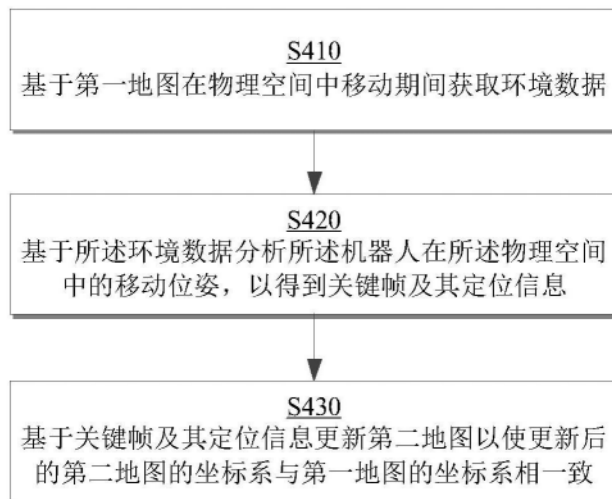 S410
基于第一地图在物理空间中移动期间获取环境数据
S420
基于所述环境数据分析所述机器人在所述物理空间
中的移动位姿，以得到关键帧及其定位信息
S430
基于关键帧及其定位信息更新第二地图以使更新后
的第二地图的坐标系与第一地图的坐标系相一致